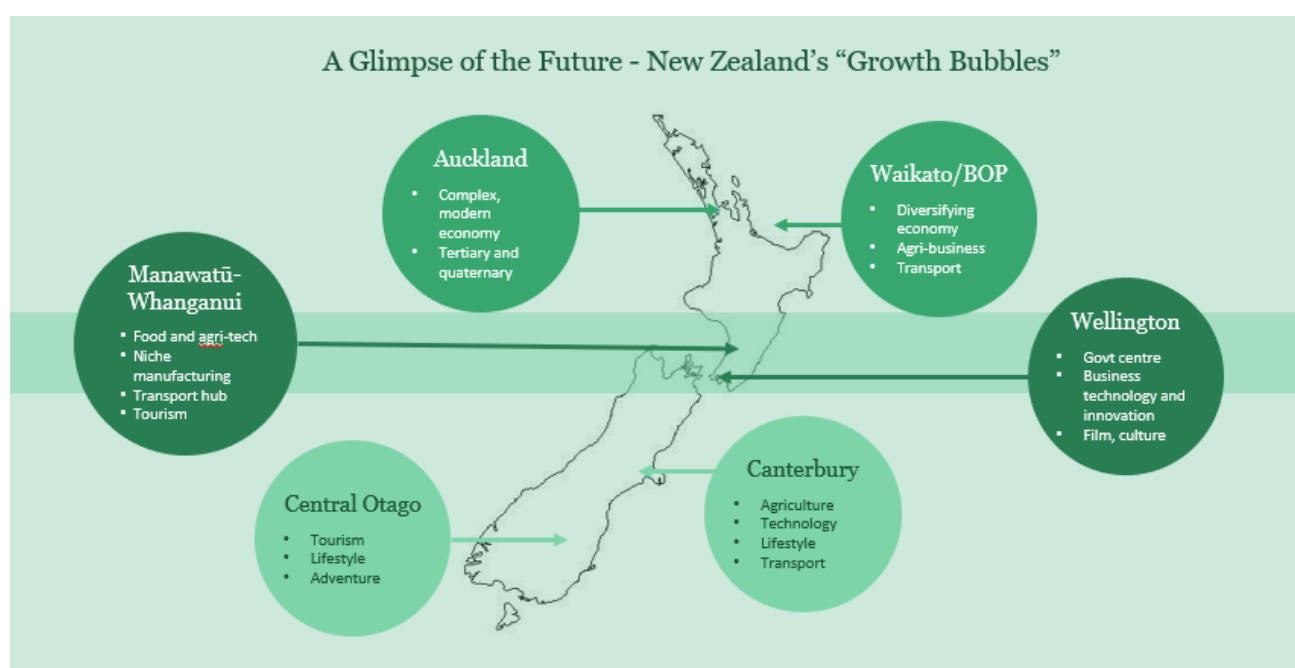 A Glimpse of the Future - New Zealand's “Growth Bubbles”
Auckland
• Complex,
modern
economy
• Tertiary and
quaternary
Waikato/BOP
• Diversifying
economy
• Agri-business
• Transport
Manawatū-
Whanganui
▪ Food and agri-tech
▪ Niche
manufacturing
▪ Transport hub
▪ Tourism
Wellington
▪ Govt centre
▪ Business
technology and
innovation
▪ Film, culture
Central Otago
• Tourism
• Lifestyle
• Adventure
Canterbury
• Agriculture
• Technology
• Lifestyle
• Transport